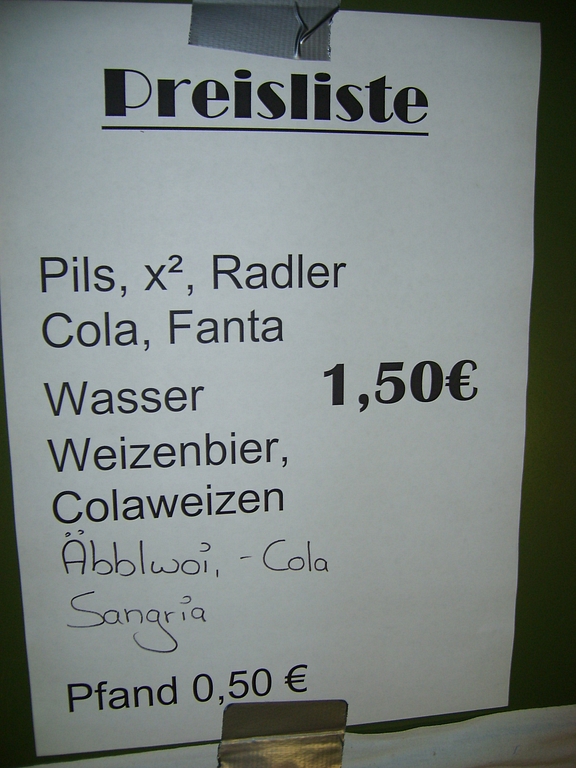 Preisliste
Pils, x², Radler
Cola, Fanta
Wasser 1,50€
Weizenbier,
Colaweizen
Äbblwoi, - Cola
Sangria
Pfand 0,50 €